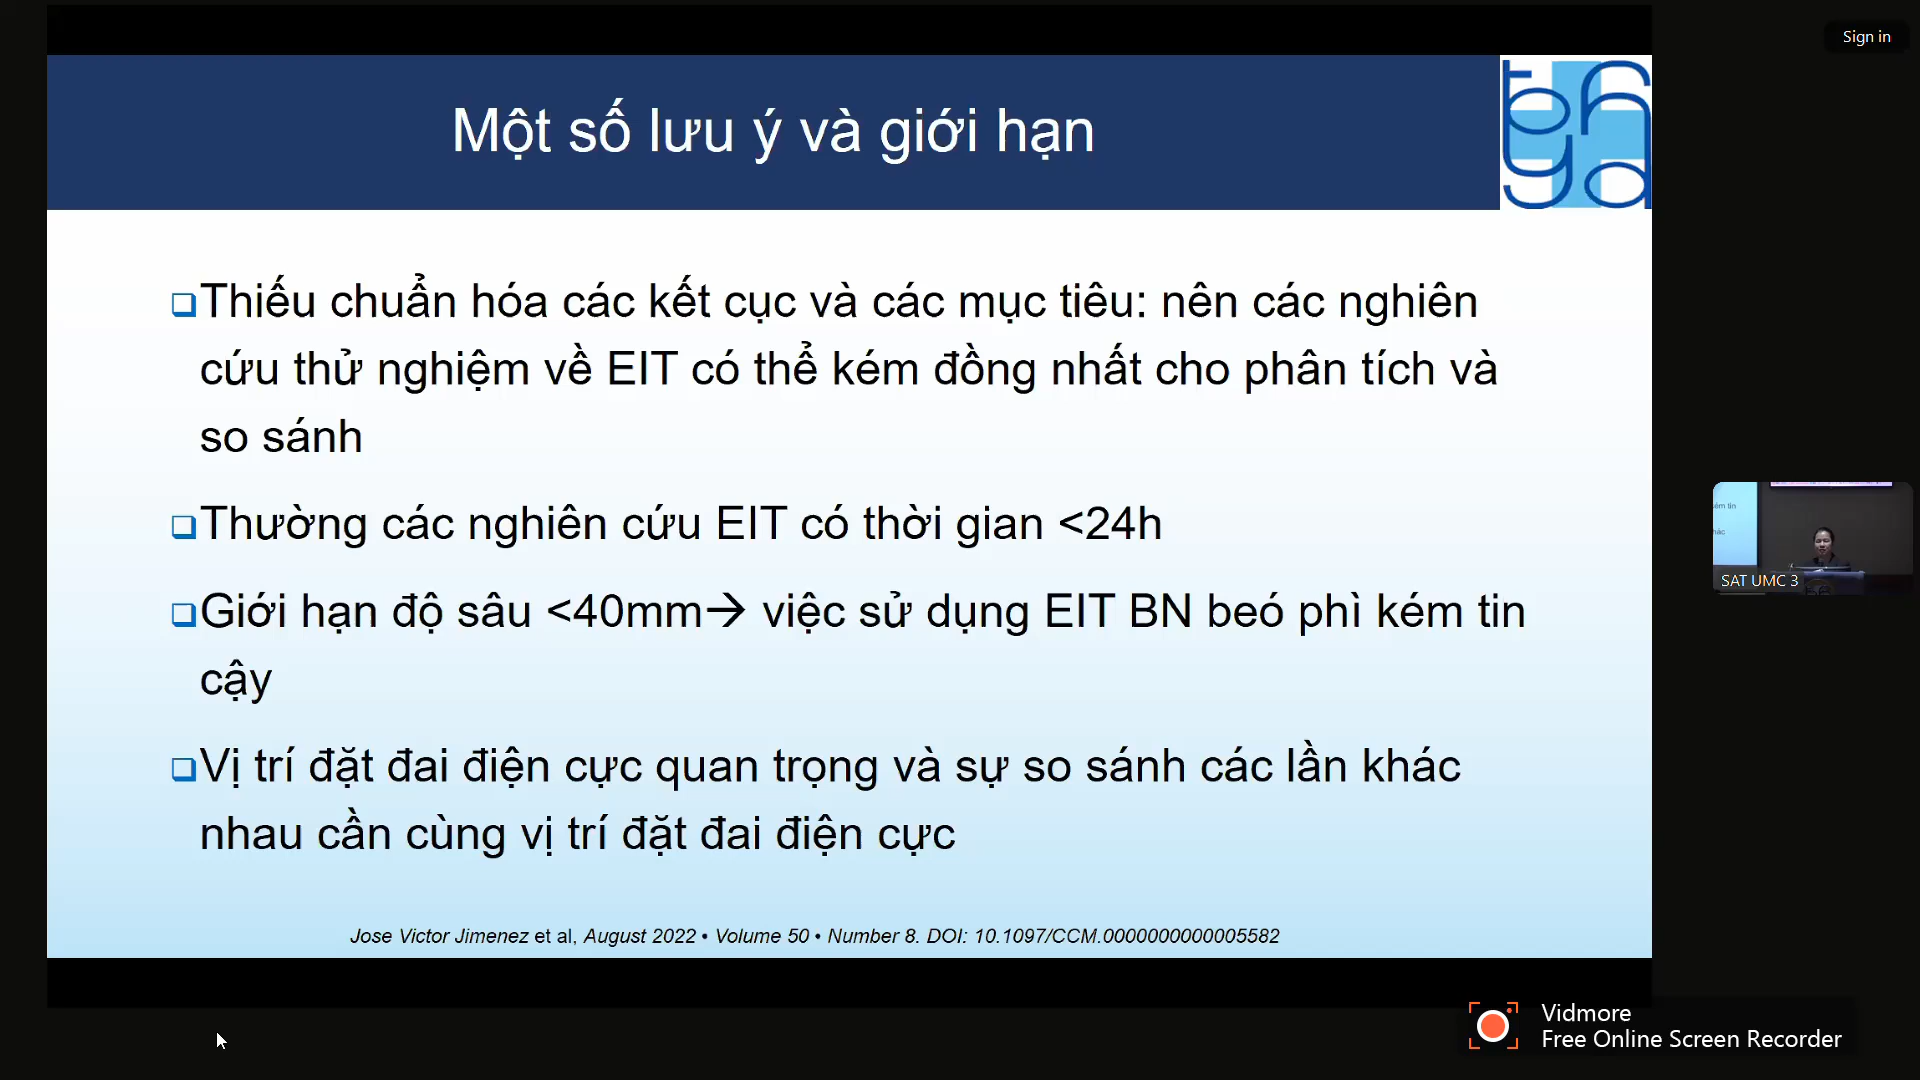 Sign in
Một số lưu ý và giới hạn
Thiếu chuẩn hóa các kết cục và các mục tiêu: nên các nghiên
cứu thử nghiệm về EIT có thể kém đồng nhất cho phân tích và
so sánh
Thường các nghiên cứu EIT có thời gian <24h
Giới hạn độ sâu <40mm→ việc sử dụng EIT BN beó phì kém tin
cậy
Vị trí đặt đai điện cực quan trọng và sự so sánh các lần khác
nhau cần cùng vị trí đặt đai điện cực
Jose Victor Jimenez et al, August 2022 • Volume 50 • Number 8. DOI: 10.1097/CCM.0000000000005582
SAT UMC 3
Vidmore
Free Online Screen Recorder